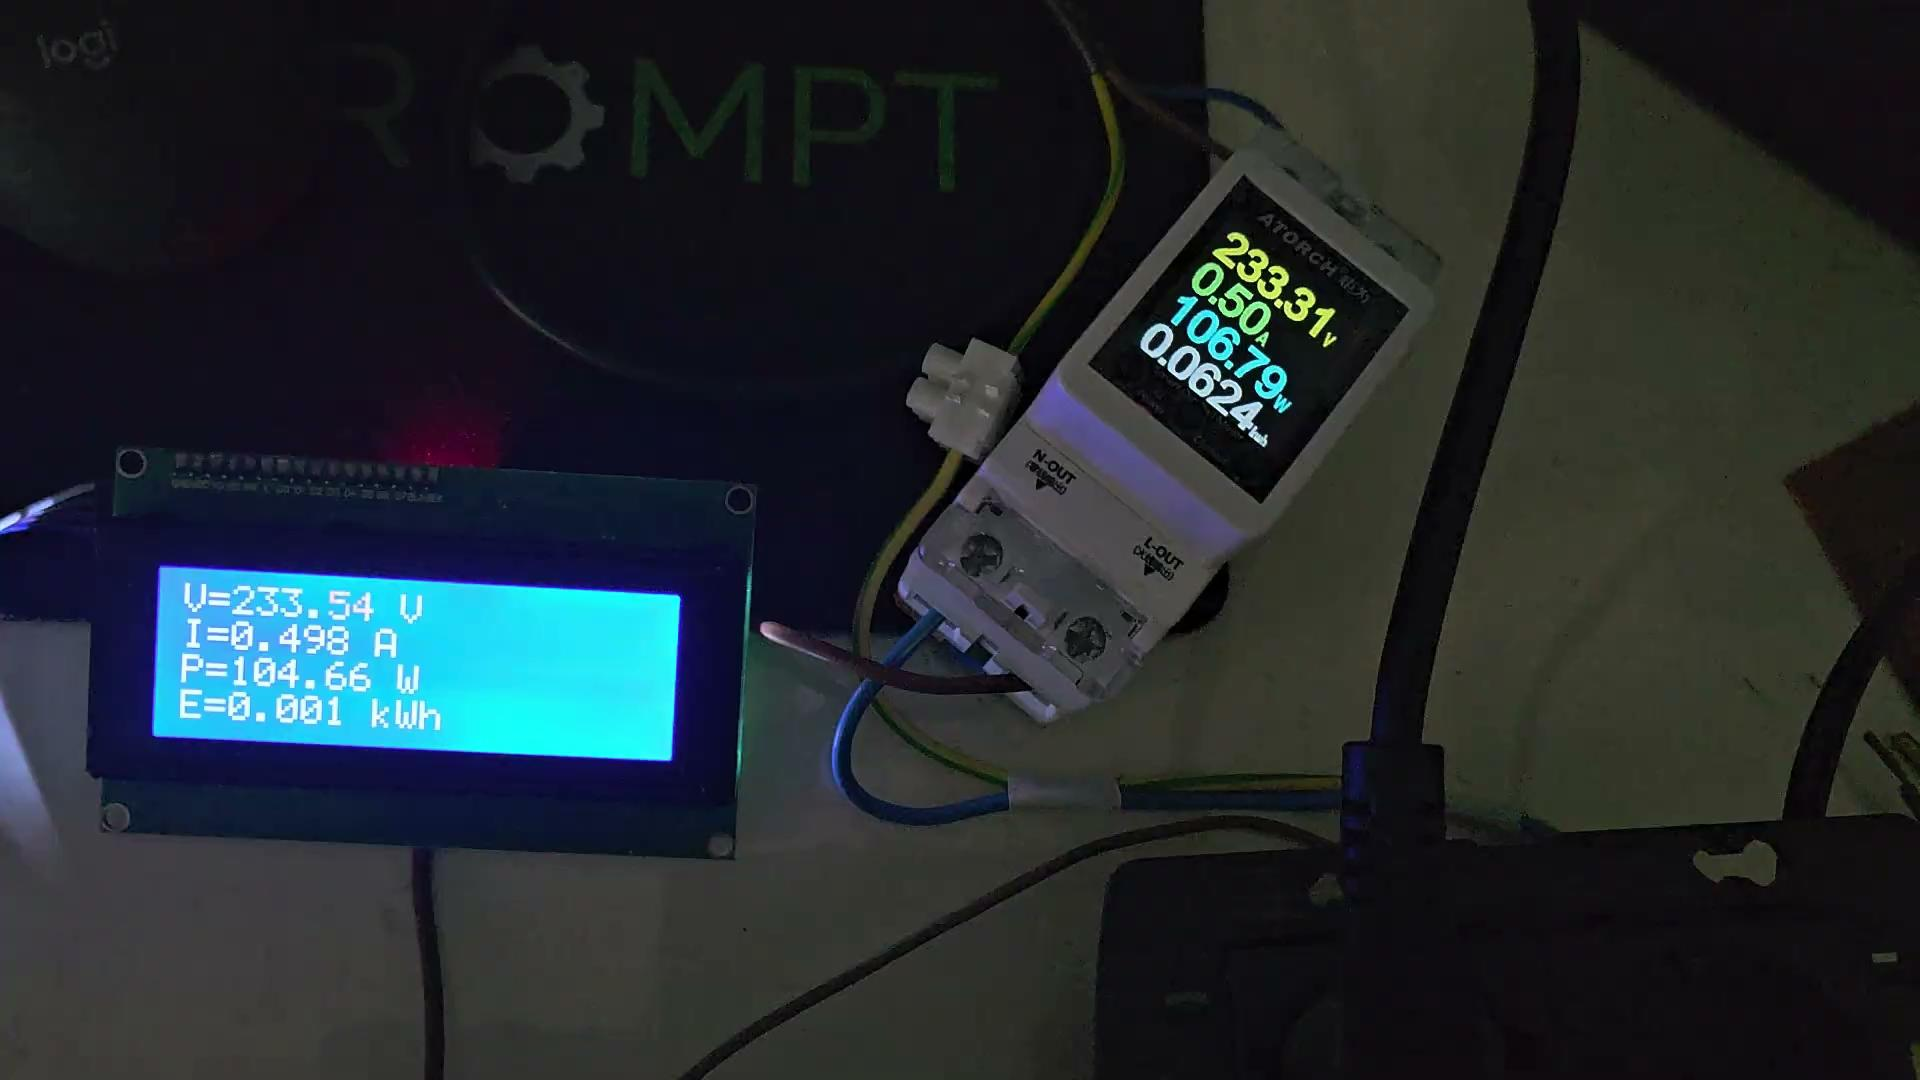 logi
ROMPT
ATORCH
233.31V
0.50A
106.79W
0.0624kwh
N-OUT
L-OUT
V=233.54 V
I=0.498 A
P=104.66 W
E=0.001 kWh